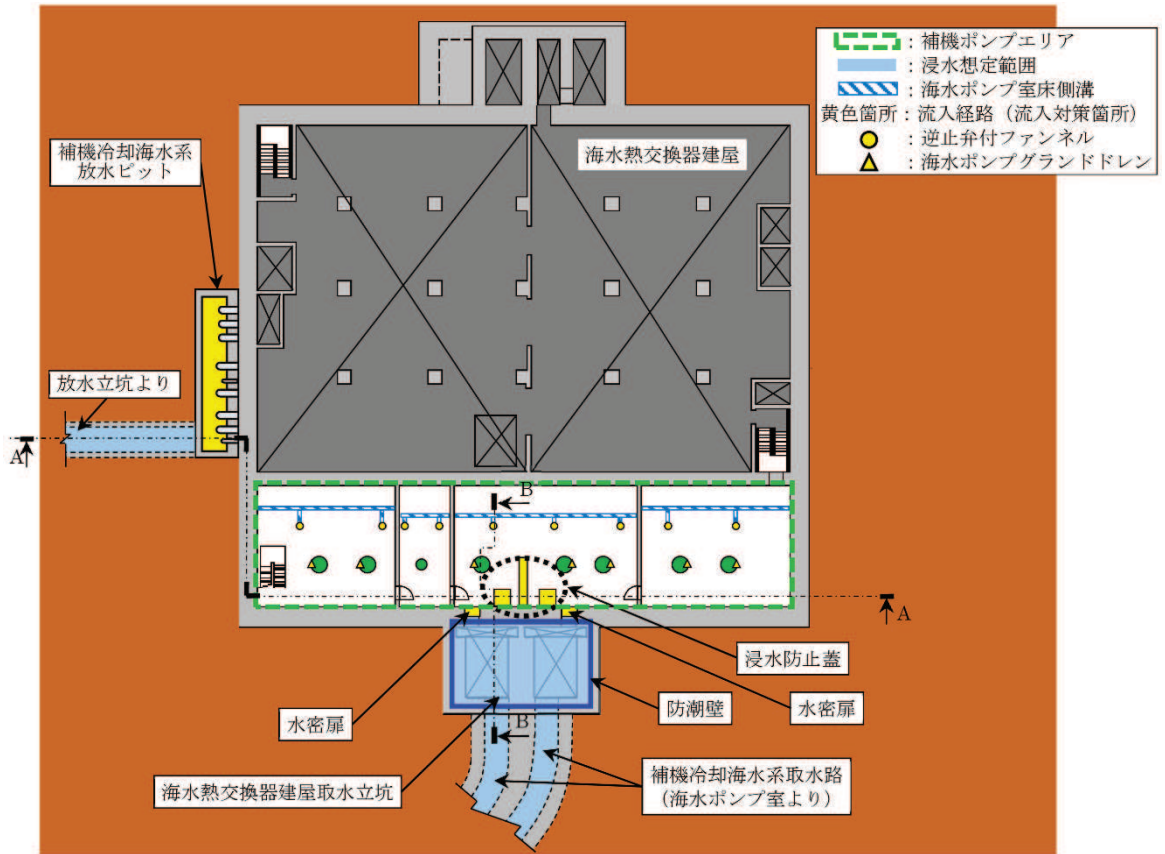 ：補機ポンプエリア
：浸水想定範囲
：海水ポンプ室床側溝
黄色箇所：流入経路（流入対策箇所）
：逆止弁付ファンネル
：海水ポンプグランドドレン
補機冷却海水系
放水ピット
海水熱交換器建屋
放水立坑より
A
B
A
浸水防止蓋
水密扉
防潮壁
水密扉
B
海水熱交換器建屋取水立坑
補機冷却海水系取水路
（海水ポンプ室より）